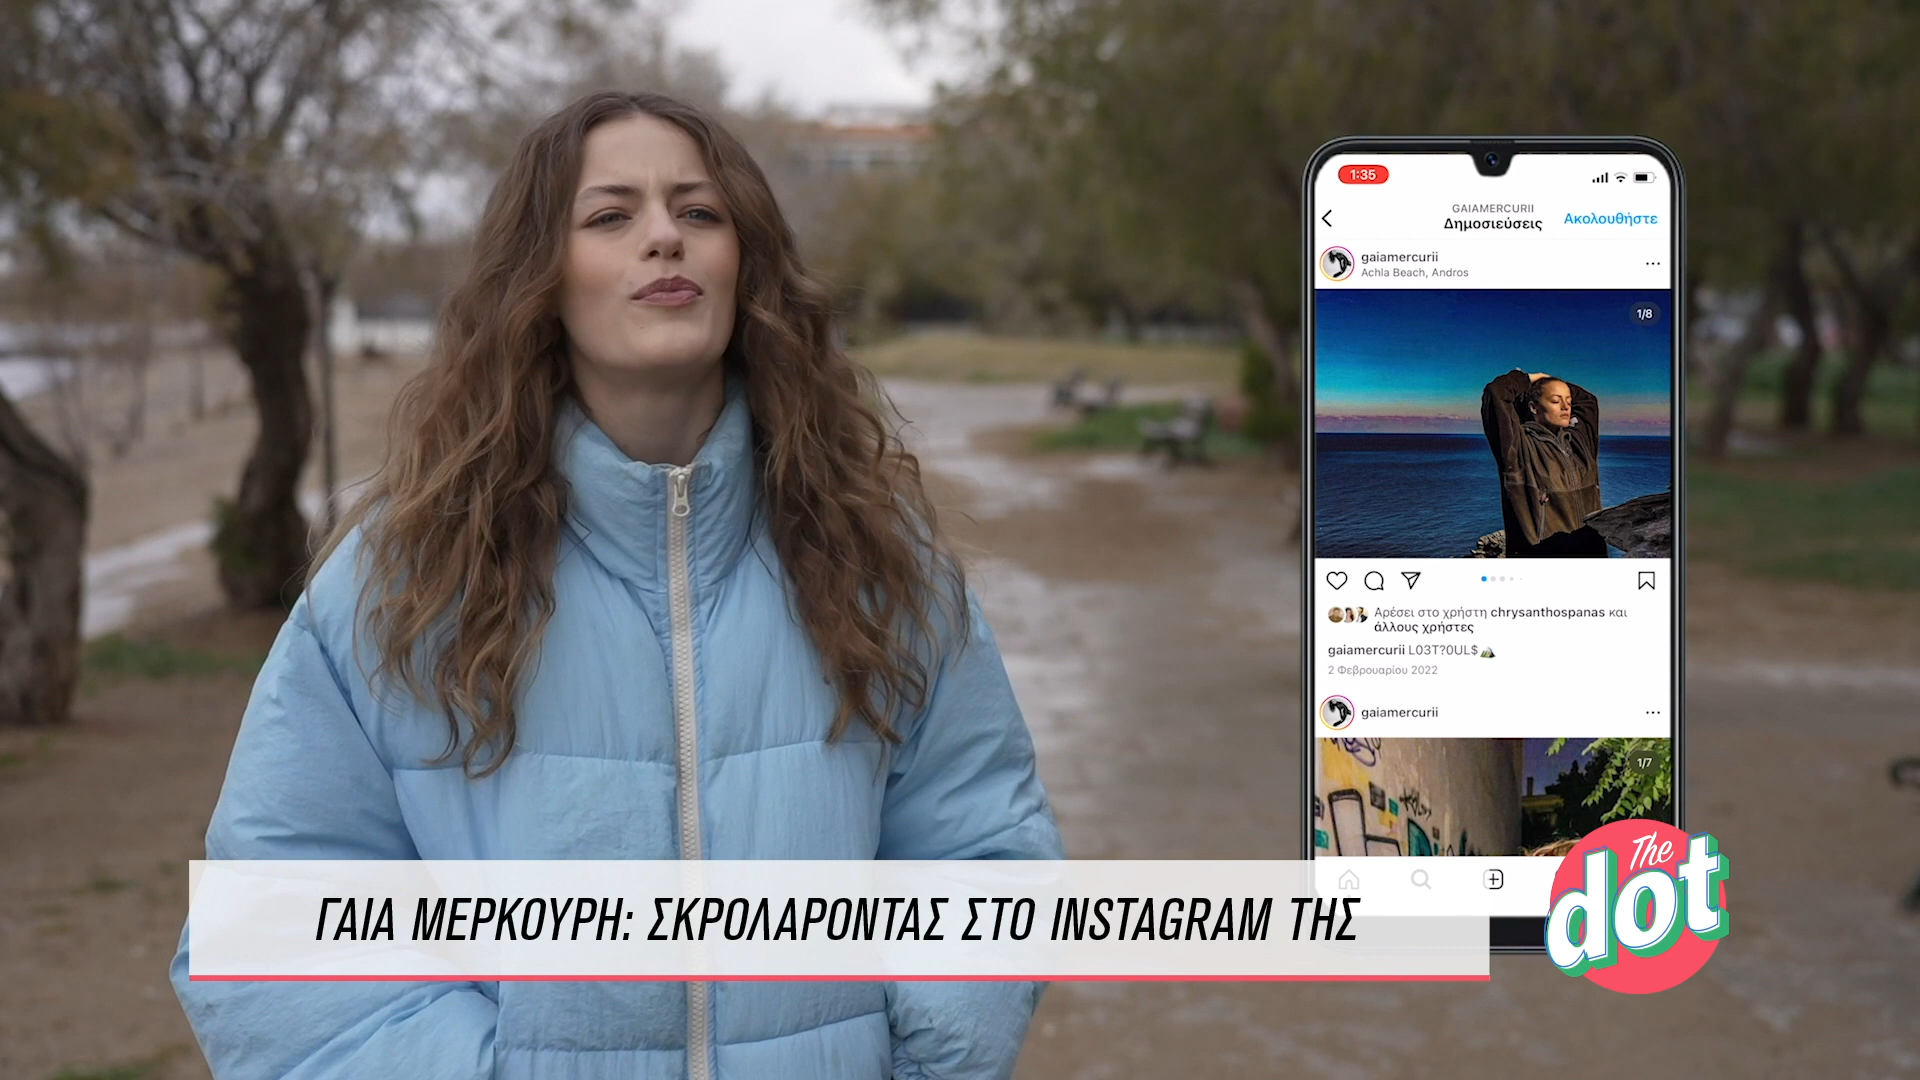 1:35
GAIAMERCURII
Δημοσιεύσεις
Ακολουθήστε
gaiamercurii
Achla Beach, Andros
1/8
Αρέσει στο χρήστη chrysanthospanas και
άλλους χρήστες
gaiamercurii L03T?0UL$
2 Φεβρουαρίου 2022
gaiamercurii
1/7
The
dot
ΓΑΙΑ ΜΕΡΚΟΥΡΗ: ΣΚΡΟΛΑΡΟΝΤΑΣ ΣΤΟ INSTAGRAM ΤΗΣ